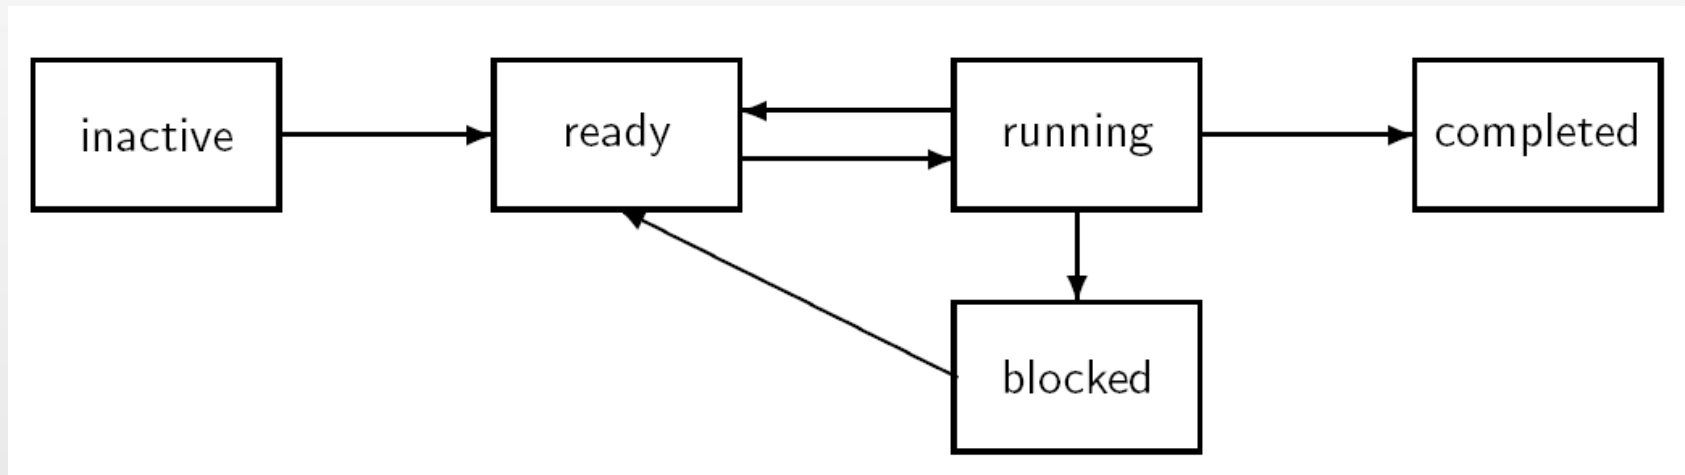 inactive
ready
running
completed
blocked